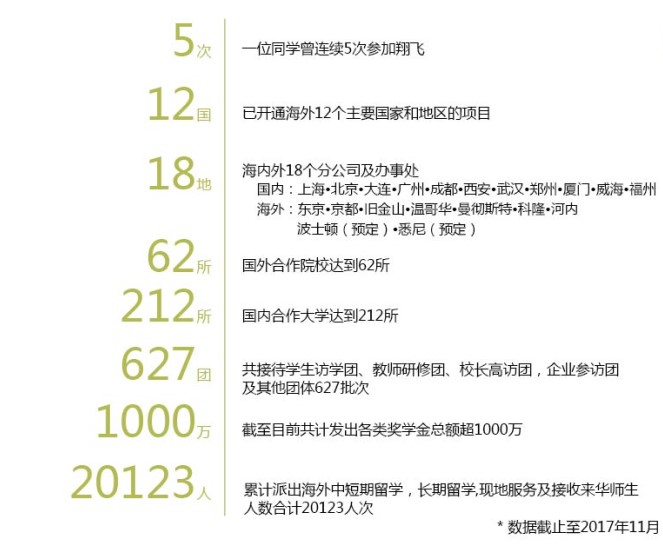 5次
一位同学曾连续5次参加翔飞
12国
已开通海外12个主要国家和地区的项目
18地
海内外18个分公司及办事处
国内：上海•北京•大连•广州•成都•西安•武汉•郑州•厦门•威海•福州
海外：东京•京都•旧金山•温哥华•曼彻斯特•科隆•河内
波士顿（预定）•悉尼（预定）
62所
国外合作院校达到62所
212所
国内合作大学达到212所
627团
共接待学生访学团、教师研修团、校长高访团，企业参访团
及其他团体627批次
1000万
截至目前共计发出各类奖学金总额超1000万
20123人
累计派出海外中短期留学，长期留学,现地服务及接收来华师生
人数合计20123人次
* 数据截止至2017年11月